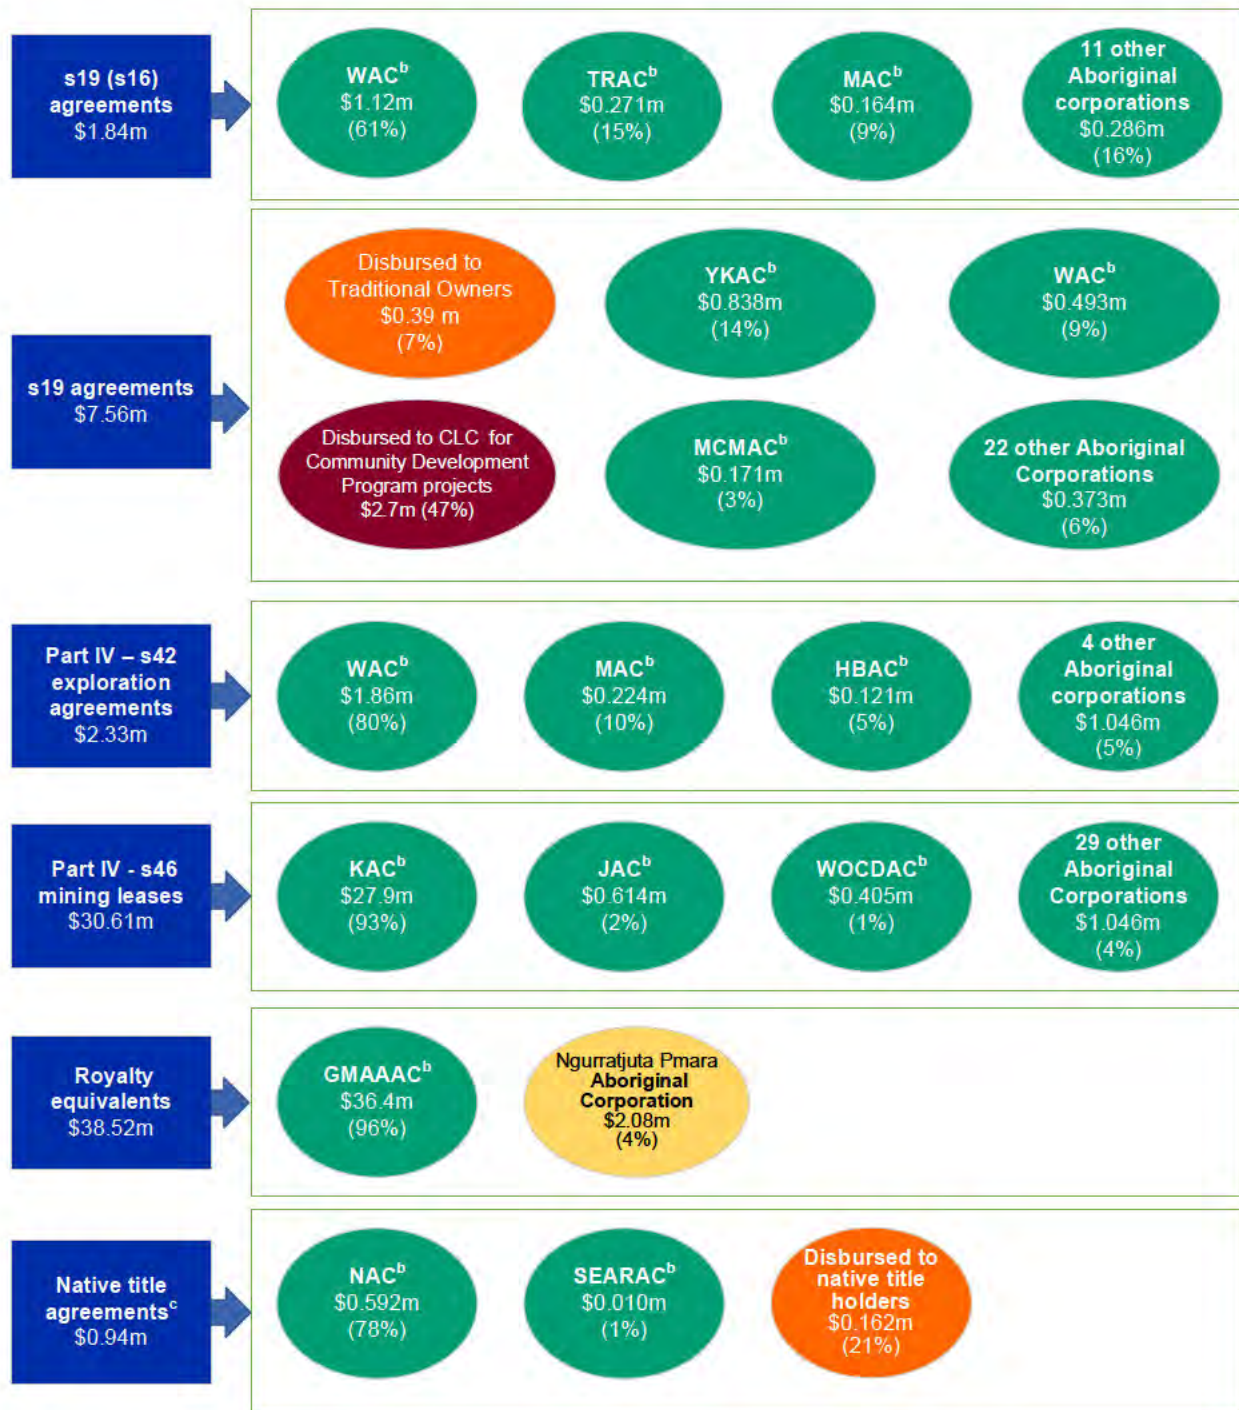 s19 (s16)
agreements
$1.84m
WACᵇ
$1.12m
(61%)
TRACᵇ
$0.271m
(15%)
MACᵇ
$0.164m
(9%)
11 other
Aboriginal
corporations
$0.286m
(16%)
s19 agreements
$7.56m
Disbursed to
Traditional Owners
$0.39 m
(7%)
YKACᵇ
$0.838m
(14%)
WACᵇ
$0.493m
(9%)
Disbursed to CLC for
Community Development
Program projects
$2.7m (47%)
MCMACᵇ
$0.171m
(3%)
22 other Aboriginal
Corporations
$0.373m
(6%)
Part IV – s42
exploration
agreements
$2.33m
WACᵇ
$1.86m
(80%)
MACᵇ
$0.224m
(10%)
HBACᵇ
$0.121m
(5%)
4 other
Aboriginal
corporations
$1.046m
(5%)
Part IV - s46
mining leases
$30.61m
KACᵇ
$27.9m
(93%)
JACᵇ
$0.614m
(2%)
WOCDACᵇ
$0.405m
(1%)
29 other
Aboriginal
Corporations
$1.046m
(4%)
Royalty
equivalents
$38.52m
GMAAACᵇ
$36.4m
(96%)
Ngurratjuta Pmara
Aboriginal
Corporation
$2.08m
(4%)
Native title
agreementsᶜ
$0.94m
NACᵇ
$0.592m
(78%)
SEARACᵇ
$0.010m
(1%)
Disbursed to
native title
holders
$0.162m
(21%)